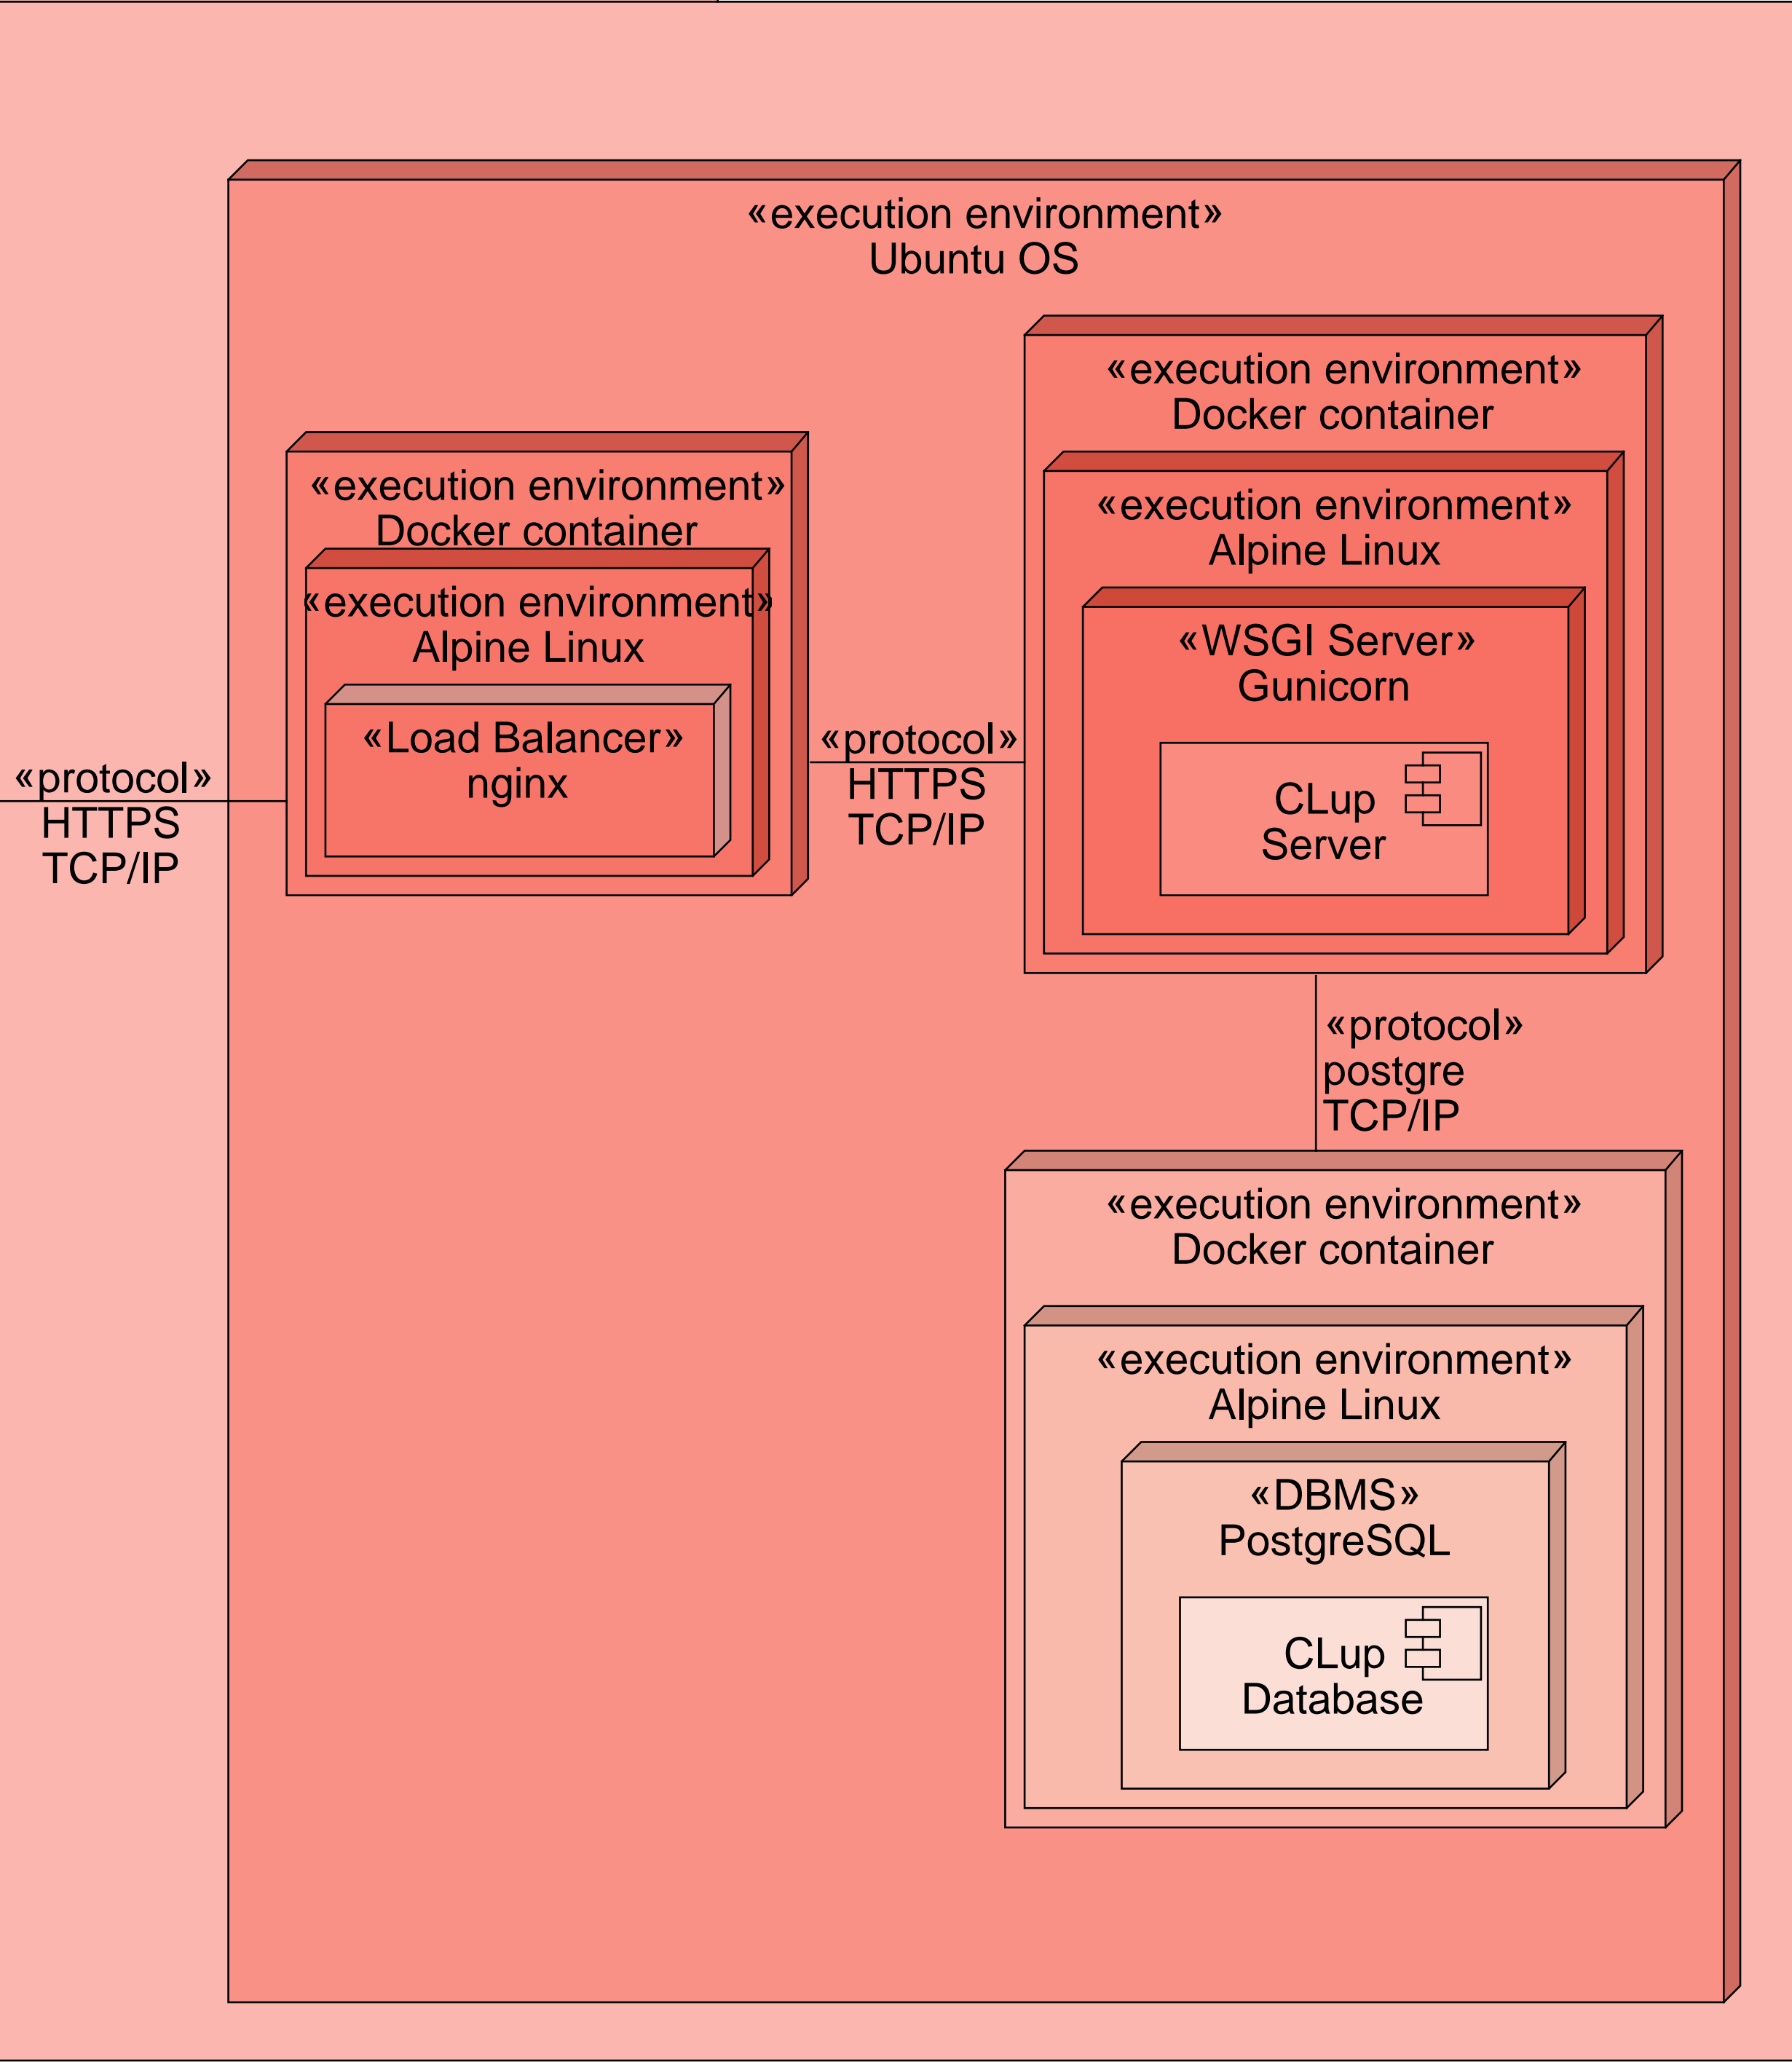 «execution environment»
Ubuntu OS
«execution environment»
Docker container
«execution environment»
Alpine Linux
«Load Balancer»
nginx
«protocol»
HTTPS
TCP/IP
«protocol»
HTTPS
TCP/IP
«execution environment»
Docker container
«execution environment»
Alpine Linux
«WSGI Server»
Gunicorn
CLup
Server
«protocol»
postgre
TCP/IP
«execution environment»
Docker container
«execution environment»
Alpine Linux
«DBMS»
PostgreSQL
CLup
Database